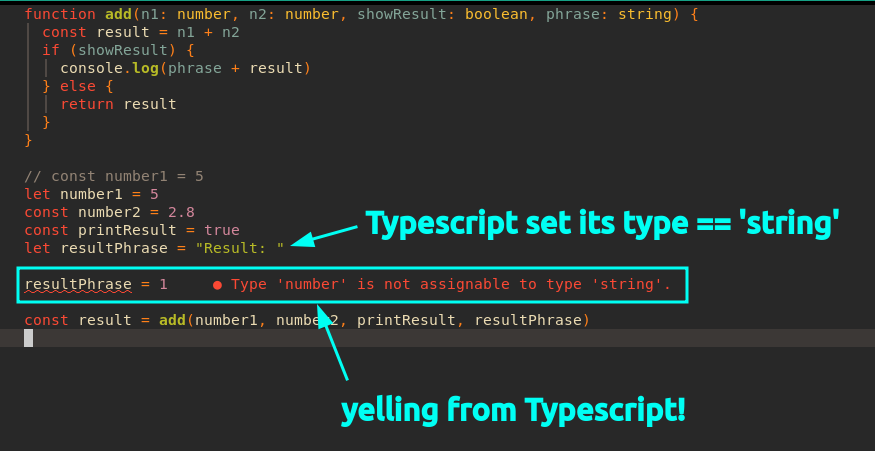 function add(n1: number, n2: number, showResult: boolean, phrase: string) {
  const result = n1 + n2
  if (showResult) {
    console.log(phrase + result)
  } else {
    return result
  }
}
// const number1 = 5
let number1 = 5
const number2 = 2.8
const printResult = true
let resultPhrase = "Result: "
Typescript set its type == 'string'
resultPhrase = 1 ● Type 'number' is not assignable to type 'string'.
const result = add(number1, number2, printResult, resultPhrase)
yelling from Typescript!